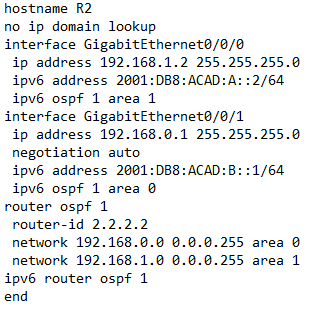 hostname R2
no ip domain lookup
interface GigabitEthernet0/0/0
ip address 192.168.1.2 255.255.255.0
ipv6 address 2001:DB8:ACAD:A::2/64
ipv6 ospf 1 area 1
interface GigabitEthernet0/0/1
ip address 192.168.0.1 255.255.255.0
negotiation auto
ipv6 address 2001:DB8:ACAD:B::1/64
ipv6 ospf 1 area 0
router ospf 1
router-id 2.2.2.2
network 192.168.0.0 0.0.0.255 area 0
network 192.168.1.0 0.0.0.255 area 1
ipv6 router ospf 1
end